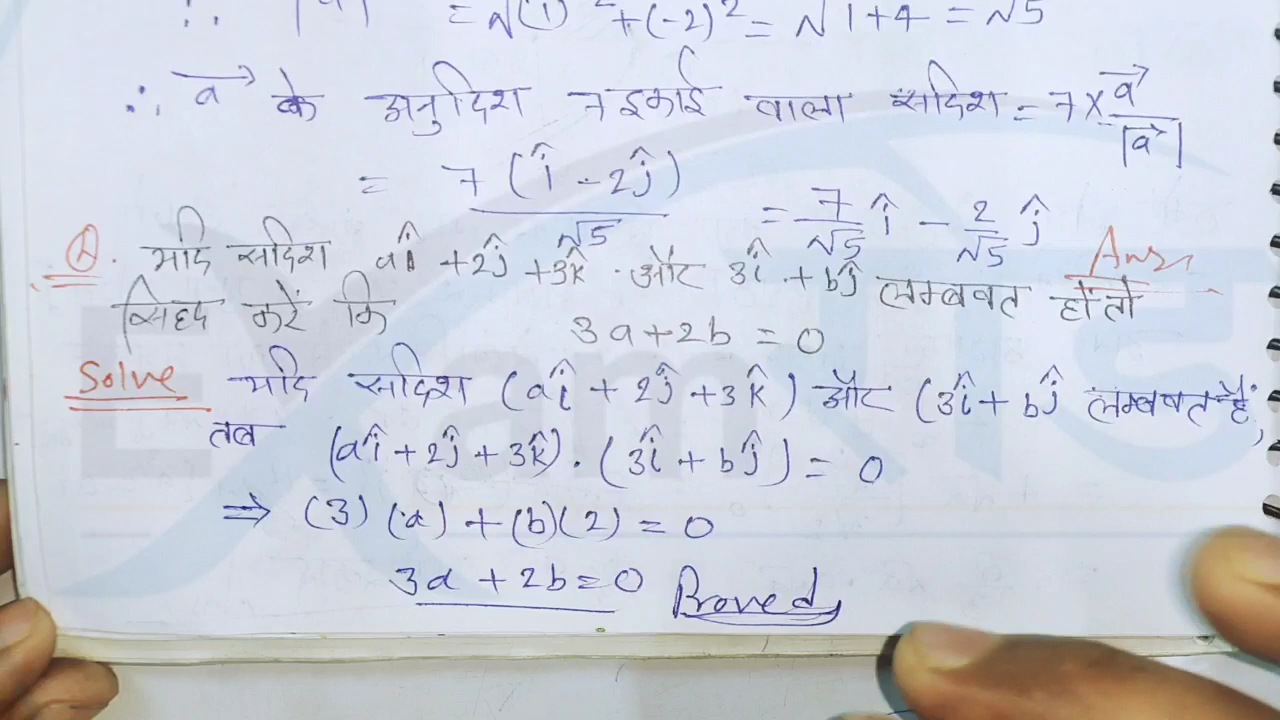 ∴ |a| = √(1)² + (-2)² = √1+4 = √5
∴ a⃗ के अनुदिश 7 इकाई वाला सदिश = 7 × a⃗/|a⃗|
= 7(î - 2ĵ)/√5 = 7/√5 î - 2/√5 ĵ Ans
Q. यदि सदिश aî + 2ĵ + 3k̂ और 3î + bĵ लम्बवत हों तो
सिद्ध करें कि 3a + 2b = 0
Solve यदि सदिश (aî + 2ĵ + 3k̂) और (3î + bĵ लम्बवत है,
तब (aî + 2ĵ + 3k̂) . (3î + bĵ) = 0
⇒ (3) (a) + (b)(2) = 0
3a + 2b = 0 Proved
Exam गाइड